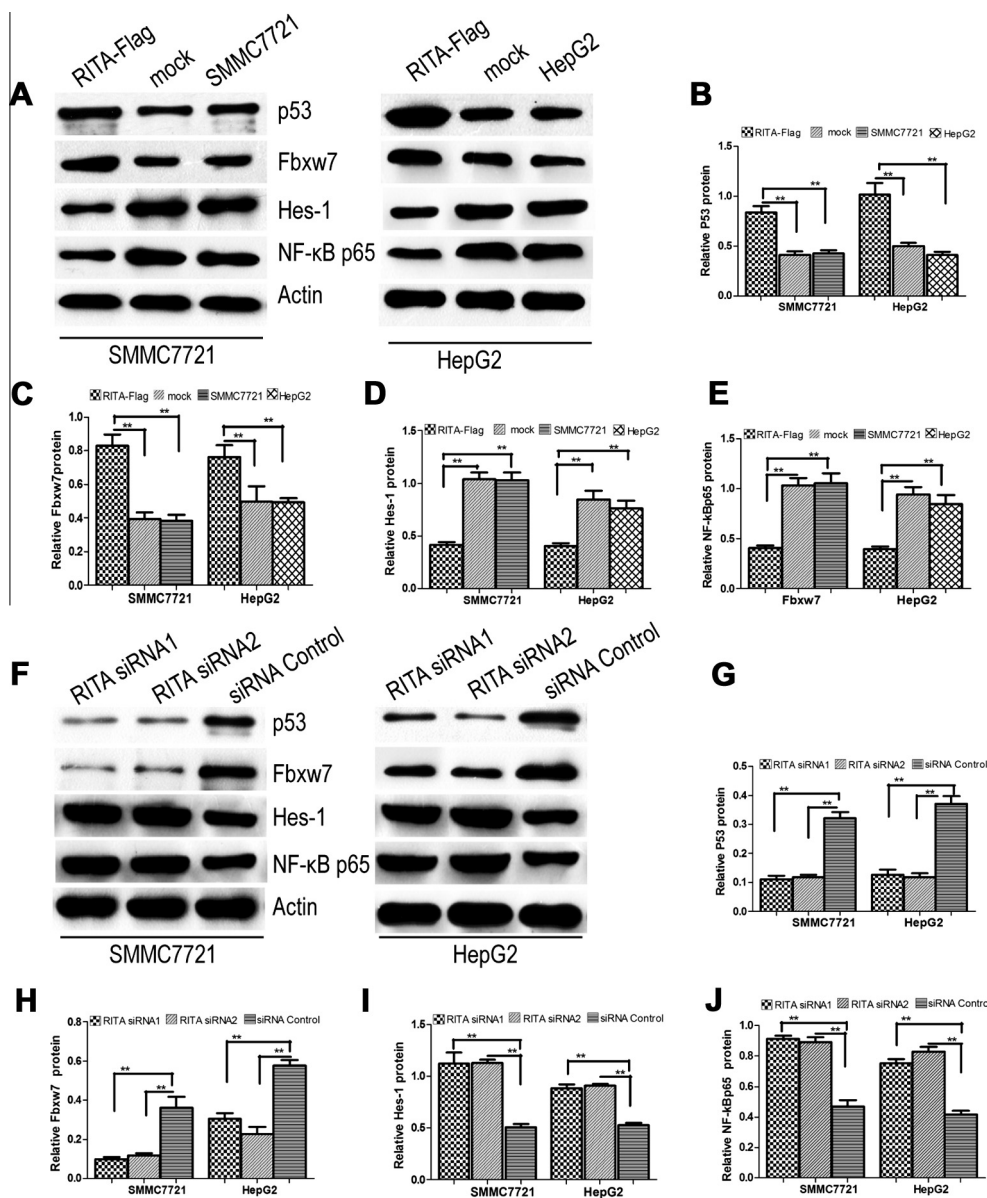 A
RITA-Flag mock SMMC7721
RITA-Flag mock HepG2
p53
Fbxw7
Hes-1
NF-κB p65
Actin
SMMC7721
HepG2
B
RITA-Flag mock SMMC7721 HepG2
Relative P53 protein
1.5
1.0
0.5
0.0
** ** ** **
SMMC7721 HepG2
C
RITA-Flag mock SMMC7721 HepG2
Relative Fbxw7protein
1.0
0.8
0.6
0.4
0.2
0.0
** ** ** **
SMMC7721 HepG2
D
RITA-Flag mock SMMC7721 HepG2
Relative Hes-1 protein
1.5
1.0
0.5
0.0
** ** ** **
SMMC7721 HepG2
E
RITA-Flag mock SMMC7721 HepG2
Relative NF-kBp65 protein
1.5
1.0
0.5
0.0
** ** ** **
Fbxw7 HepG2
F
RITA siRNA1 RITA siRNA2 siRNA Control
RITA siRNA1 RITA siRNA2 siRNA Control
p53
Fbxw7
Hes-1
NF-κB p65
Actin
SMMC7721
HepG2
G
RITA siRNA1 RITA siRNA2 siRNA Control
Relative P53 protein
0.5
0.4
0.3
0.2
0.1
0.0
** ** ** **
SMMC7721 HepG2
H
RITA siRNA1 RITA siRNA2 siRNA Control
Relative Fbxw7 protein
0.8
0.6
0.4
0.2
0.0
** ** ** **
SMMC7721 HepG2
I
RITA siRNA1 RITA siRNA2 siRNA Control
Relative Hes-1 protein
1.5
1.0
0.5
0.0
** ** ** **
SMMC7721 HepG2
J
RITA siRNA1 RITA siRNA2 siRNA Control
Relative NF-kBp65 protein
1.0
0.8
0.6
0.4
0.2
0.0
** ** ** **
SMMC7721 HepG2